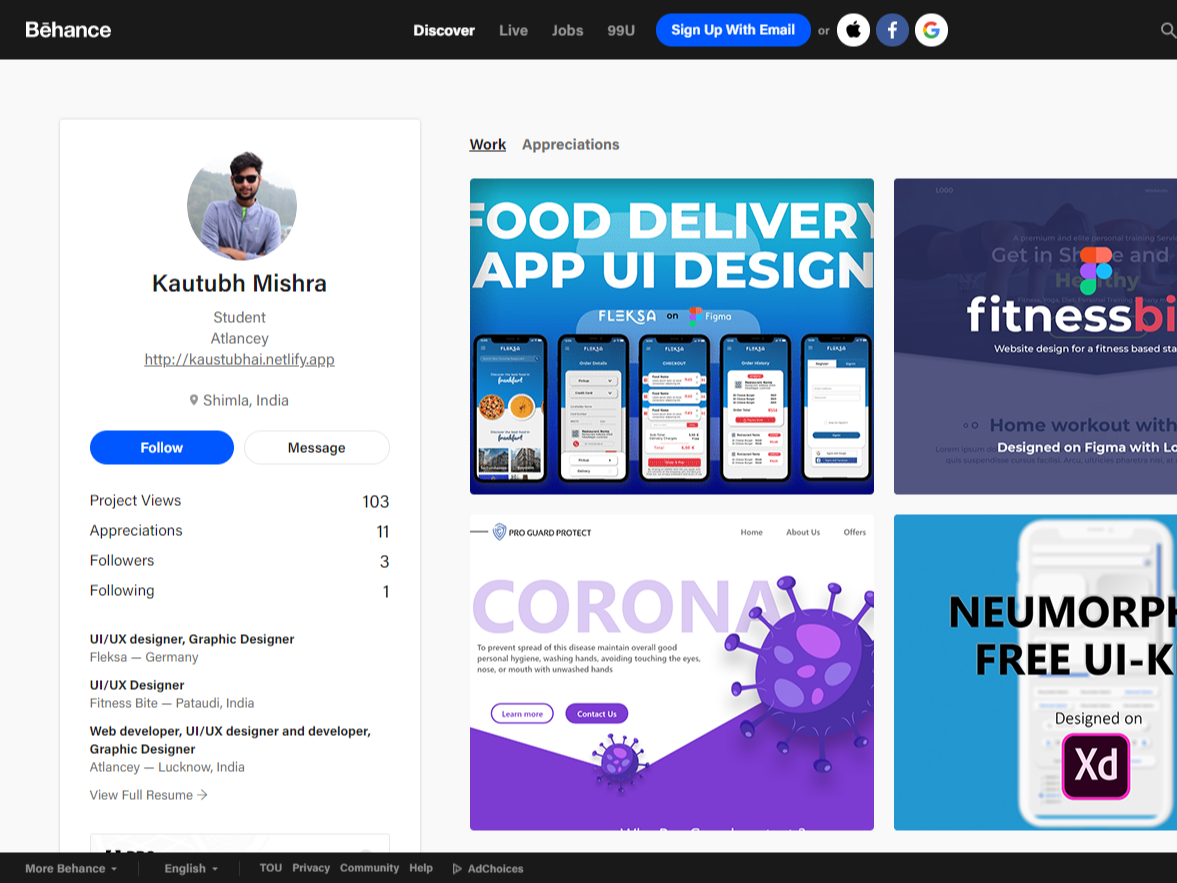 Bēhance
Discover
Live
Jobs
99U
Sign Up With Email
or
Kautubh Mishra
Student
Atlancey
http://kaustubhai.netlify.app
Shimla, India
Follow
Message
Project Views 103
Appreciations 11
Followers 3
Following 1
UI/UX designer, Graphic Designer
Fleksa — Germany
UI/UX Designer
Fitness Bite — Pataudi, India
Web developer, UI/UX designer and developer,
Graphic Designer
Atlancey — Lucknow, India
View Full Resume →
Work
Appreciations
FOOD DELIVERY
APP UI DESIGN
FLEKSA on Figma
FLEKSA
Order Details
FLEKSA
CHECKOUT
FLEKSA
Order History
FLEKSA
LOGO
A premium and elite personal training Servi
Get in and
Healthy
fitnessbi
Website design for a fitness based sta
Home workout with
Designed on Figma with Lo
PRO GUARD PROTECT
Home
About Us
Offers
CORONA
To prevent spread of this disease maintain overall good
personal hygiene, washing hands, avoiding touching the eyes,
nose, or mouth with unwashed hands
Learn more
Contact Us
NEUMORPH
FREE UI-K
Designed on
Xd
More Behance
English
TOU
Privacy
Community
Help
AdChoices